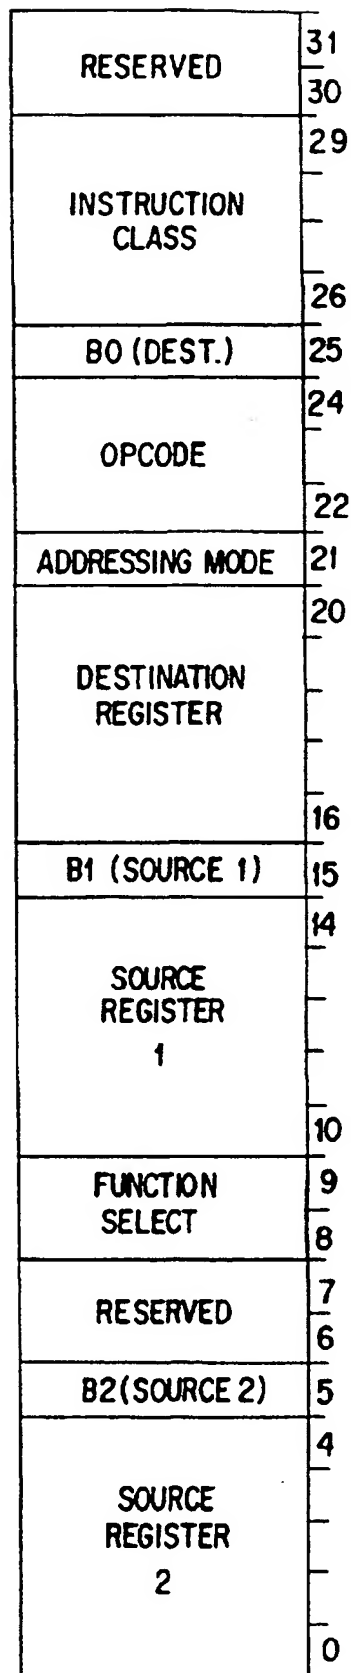 RESERVED
31
30
INSTRUCTION
CLASS
29
26
B0 (DEST.)
25
OPCODE
24
22
ADDRESSING MODE
21
DESTINATION
REGISTER
20
16
B1 (SOURCE 1)
15
SOURCE
REGISTER
1
14
10
FUNCTION
SELECT
9
8
RESERVED
7
6
B2 (SOURCE 2)
5
SOURCE
REGISTER
2
4
0